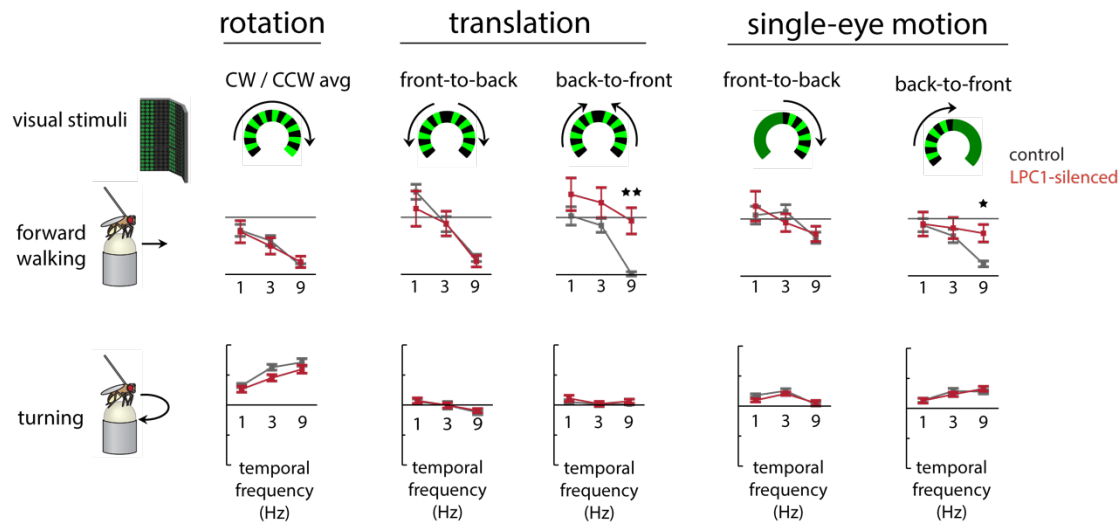 rotation translation single-eye motion
CW / CCW avg front-to-back back-to-front front-to-back back-to-front
visual stimuli
control
LPC1-silenced
★★ ★
forward
walking
1 3 9 1 3 9 1 3 9 1 3 9 1 3 9
turning
1 3 9 1 3 9 1 3 9 1 3 9 1 3 9
temporal temporal temporal temporal temporal
frequency frequency frequency frequency frequency
(Hz) (Hz) (Hz) (Hz) (Hz)